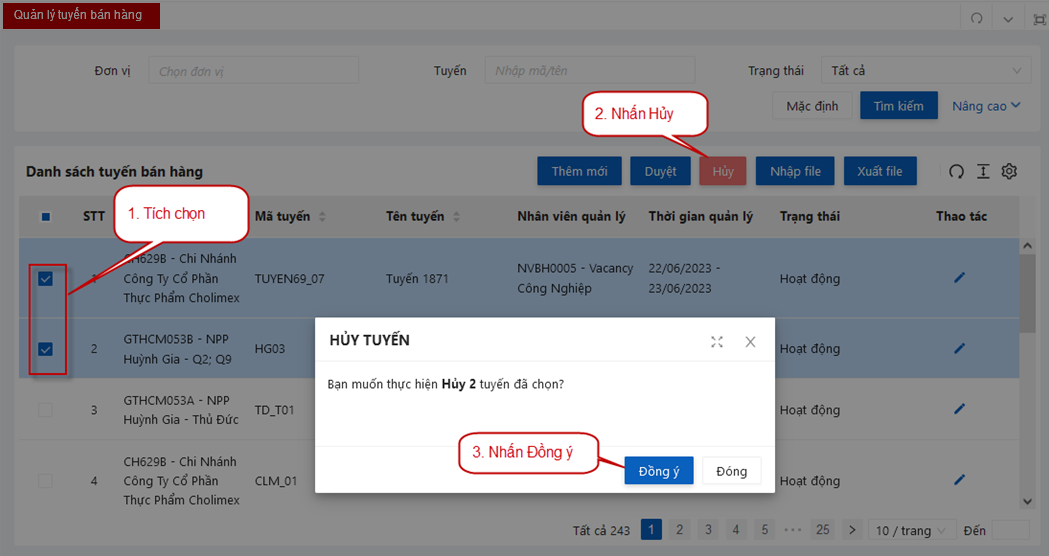 Quản lý tuyến bán hàng
Đơn vị Chọn đơn vị Tuyến Nhập mã/tên Trạng thái Tất cả
Mặc định Tìm kiếm Nâng cao
2. Nhấn Hủy
Danh sách tuyến bán hàng Thêm mới Duyệt Hủy Nhập file Xuất file
1. Tích chọn
STT Mã tuyến Tên tuyến Nhân viên quản lý Thời gian quản lý Trạng thái Thao tác
CH629B - Chi Nhánh
Công Ty Cổ Phần
Thực Phẩm Cholimex
1 TUYEN69_07 Tuyến 1871
NVBH0005 - Vacancy
Công Nghiệp
22/06/2023 -
23/06/2023
Hoạt động
2
GTHCM053B - NPP
Huỳnh Gia - Q2; Q9
HG03 Hoạt động
3
GTHCM053A - NPP
Huỳnh Gia - Thủ Đức
TD_T01 Hoạt động
4
CH629B - Chi Nhánh
Công Ty Cổ Phần
Thực Phẩm Cholimex
CLM_01 Hoạt động
HỦY TUYẾN
Bạn muốn thực hiện Hủy 2 tuyến đã chọn?
3. Nhấn Đồng ý
Đồng ý Đóng
Tất cả 243 1 2 3 4 5 ••• 25 10 / trang Đến